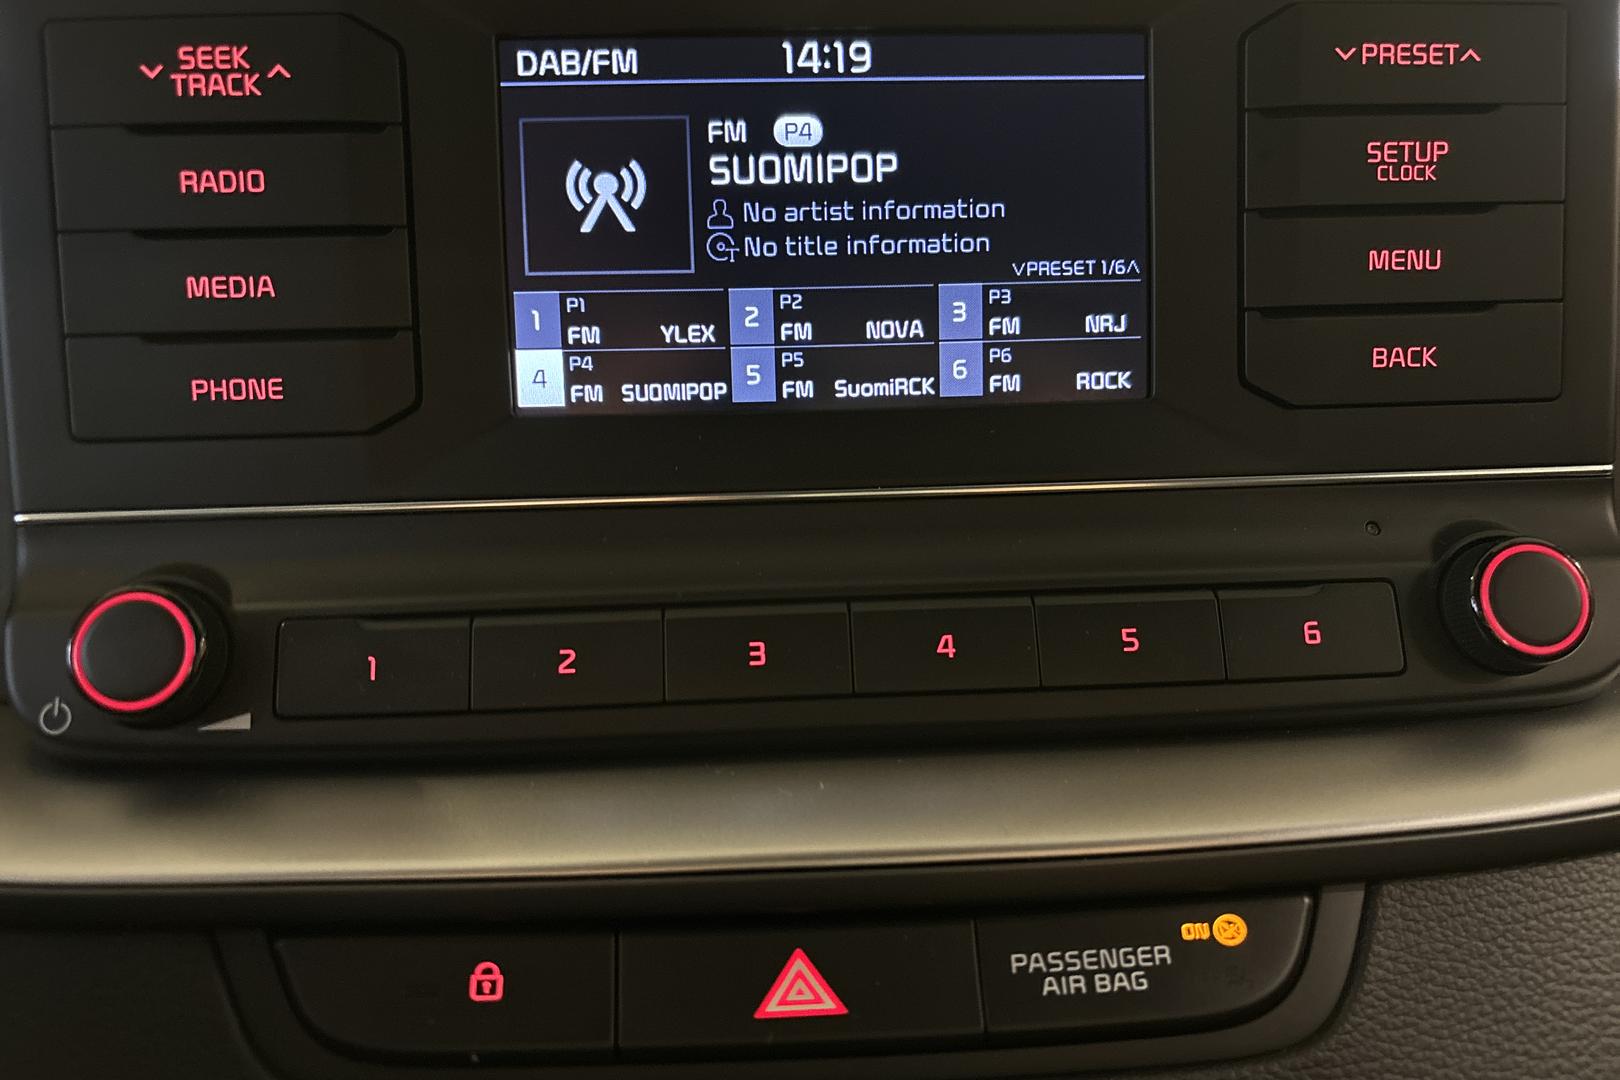 SEEK
TRACK
RADIO
MEDIA
PHONE
DAB/FM 14:19
FM P4
SUOMIPOP
No artist information
No title information
PRESET 1/6
1 P1 FM YLEX
2 P2 FM NOVA
3 P3 FM NRJ
4 P4 FM SUOMIPOP
5 P5 FM SuomiRCK
6 P6 FM ROCK
PRESET
SETUP
CLOCK
MENU
BACK
1 2 3 4 5 6
PASSENGER
AIR BAG
ON